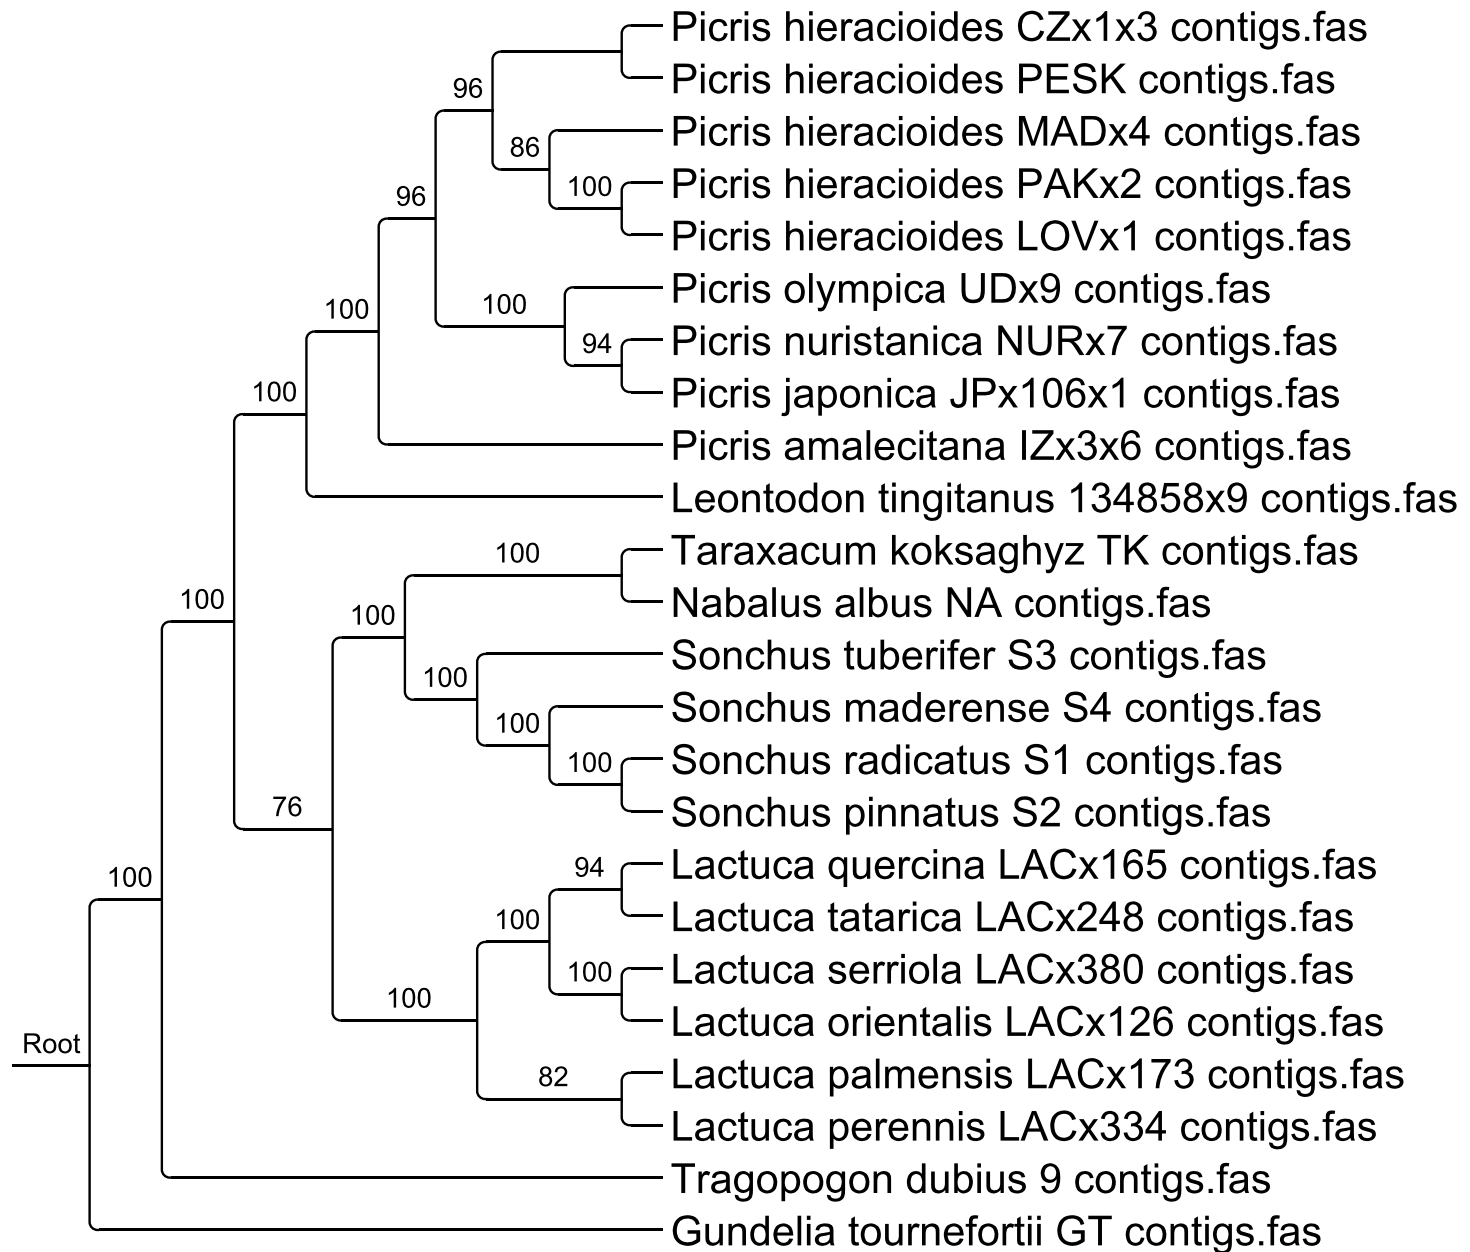 Picris hieracioides CZx1x3 contigs.fas
Picris hieracioides PESK contigs.fas
96
Picris hieracioides MADx4 contigs.fas
86
Picris hieracioides PAKx2 contigs.fas
100
96
Picris hieracioides LOVx1 contigs.fas
Picris olympica UDx9 contigs.fas
100
100
Picris nuristanica NURx7 contigs.fas
94
Picris japonica JPx106x1 contigs.fas
100
Picris amalecitana IZx3x6 contigs.fas
Leontodon tingitanus 134858x9 contigs.fas
Taraxacum koksaghyz TK contigs.fas
100
Nabalus albus NA contigs.fas
100
100
Sonchus tuberifer S3 contigs.fas
100
Sonchus maderense S4 contigs.fas
100
Sonchus radicatus S1 contigs.fas
100
Sonchus pinnatus S2 contigs.fas
76
Lactuca quercina LACx165 contigs.fas
94
100
Lactuca tatarica LACx248 contigs.fas
100
Lactuca serriola LACx380 contigs.fas
100
100
Lactuca orientalis LACx126 contigs.fas
Root
Lactuca palmensis LACx173 contigs.fas
82
Lactuca perennis LACx334 contigs.fas
Tragopogon dubius 9 contigs.fas
Gundelia tournefortii GT contigs.fas